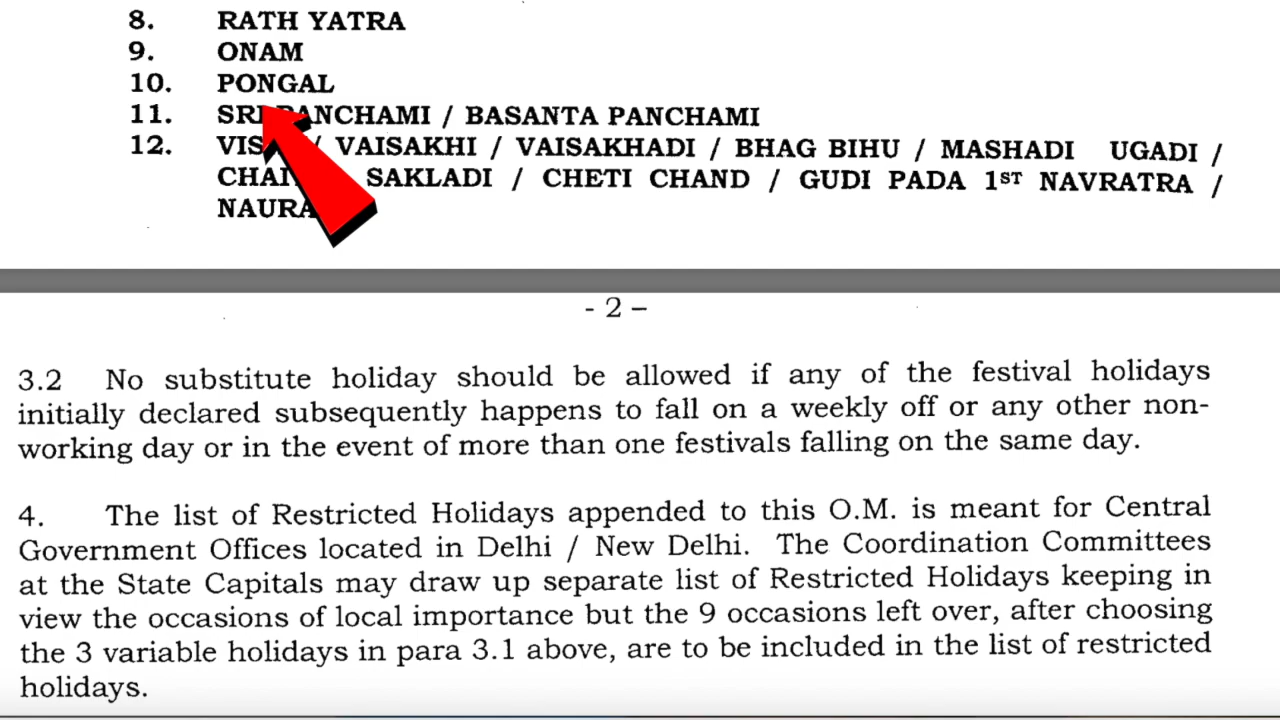 8. RATH YATRA
9. ONAM
10. PONGAL
11. SRI PANCHAMI / BASANTA PANCHAMI
12. / VAISAKHI / VAISAKHADI / BHAG BIHU / MASHADI UGADI /
SAKLADI / CHETI CHAND / GUDI PADA 1ST NAVRATRA /
- 2 –
3.2 No substitute holiday should be allowed if any of the festival holidays
initially declared subsequently happens to fall on a weekly off or any other non-
working day or in the event of more than one festivals falling on the same day.
4. The list of Restricted Holidays appended to this O.M. is meant for Central
Government Offices located in Delhi / New Delhi. The Coordination Committees
at the State Capitals may draw up separate list of Restricted Holidays keeping in
view the occasions of local importance but the 9 occasions left over, after choosing
the 3 variable holidays in para 3.1 above, are to be included in the list of restricted
holidays.